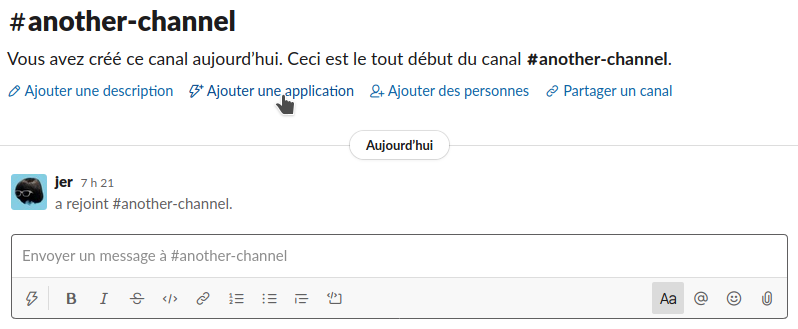 #another-channel
Vous avez créé ce canal aujourd’hui. Ceci est le tout début du canal #another-channel.
Ajouter une description Ajouter une application Ajouter des personnes Partager un canal
Aujourd’hui
jer 7 h 21
a rejoint #another-channel.
Envoyer un message à #another-channel
B I S Aa @